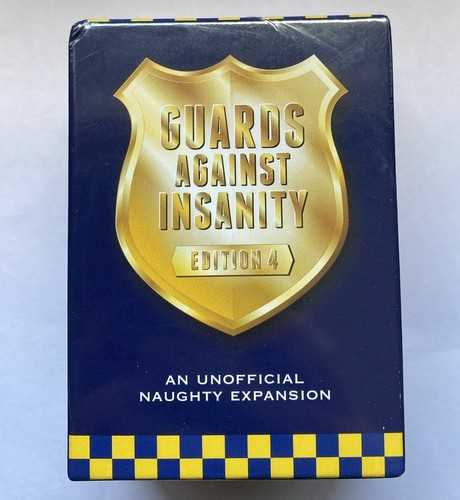 GUARDS
AGAINST
INSANITY
EDITION 4
AN UNOFFICIAL
NAUGHTY EXPANSION